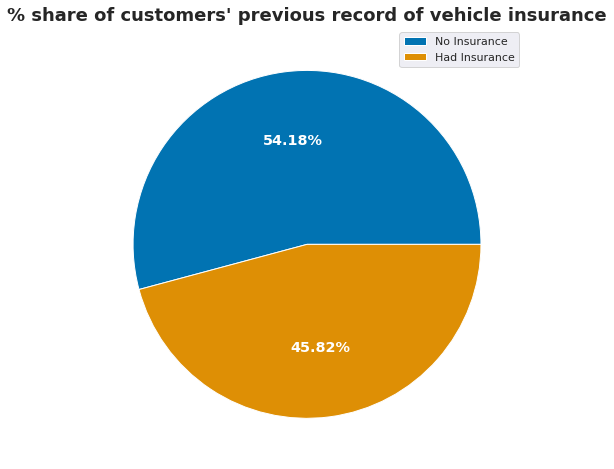 % share of customers' previous record of vehicle insurance
No Insurance
Had Insurance
54.18%
45.82%